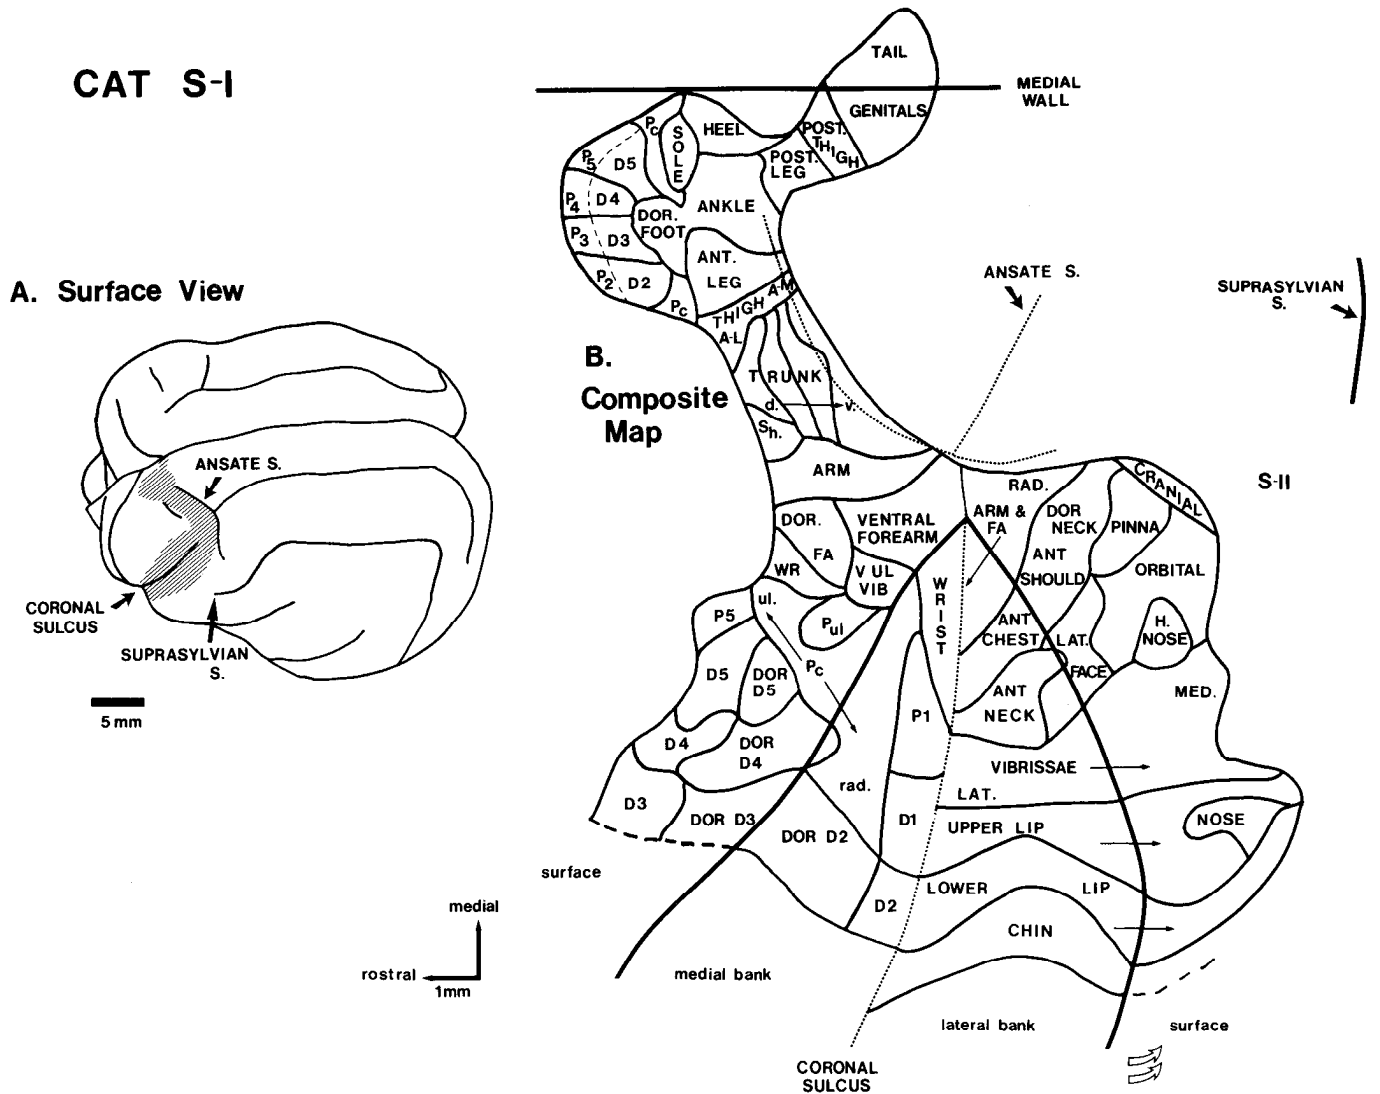 CAT S-I
A. Surface View
ANSATE S.
CORONAL
SULCUS
SUPRASYLVIAN
S.
5 mm
medial
rostral
1mm
B.
Composite
Map
TAIL
MEDIAL
WALL
GENITALS
POST.
THIGH
POST.
LEG
HEEL
SOLE
Pc
P5
D5
P4
D4
P3
D3
P2
D2
Pc
DOR.
FOOT
ANKLE
ANT.
LEG
THIGH
A-M
A-L
TRUNK
d.
v.
Sh.
ARM
ANSATE S.
SUPRASYLVIAN
S.
S-II
DOR.
FA
WR
VENTRAL
FOREARM
V UL
VIB
ul.
Pul
P5
D5
DOR
D5
Pc
D4
DOR
D4
D3
DOR D3
DOR D2
rad.
WRIST
P1
D1
D2
RAD.
ARM &
FA
DOR
NECK
ANT
SHOULD
PINNA
CRANIAL
ORBITAL
H.
NOSE
ANT
CHEST
LAT.
FACE
ANT
NECK
MED.
VIBRISSAE
LAT.
UPPER LIP
NOSE
LOWER LIP
CHIN
surface
medial bank
lateral bank
surface
CORONAL
SULCUS